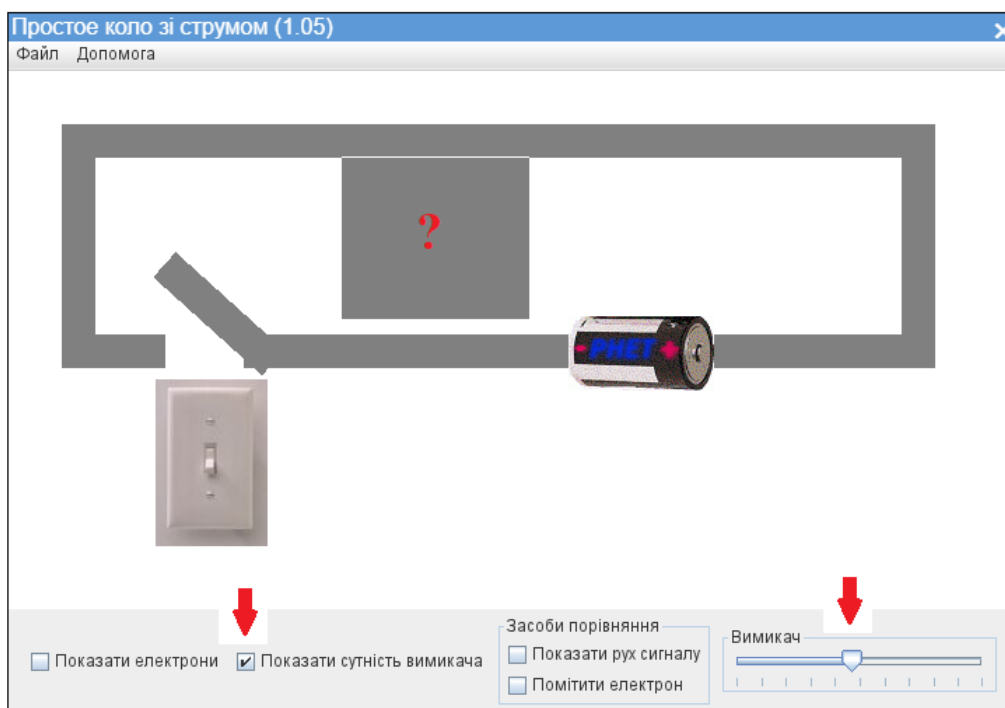 Простое коло зі струмом (1.05)
Файл Допомога
?
- PHET +
Показати електрони
Показати сутність вимикача
Засоби порівняння
Показати рух сигналу
Помітити електрон
Вимикач